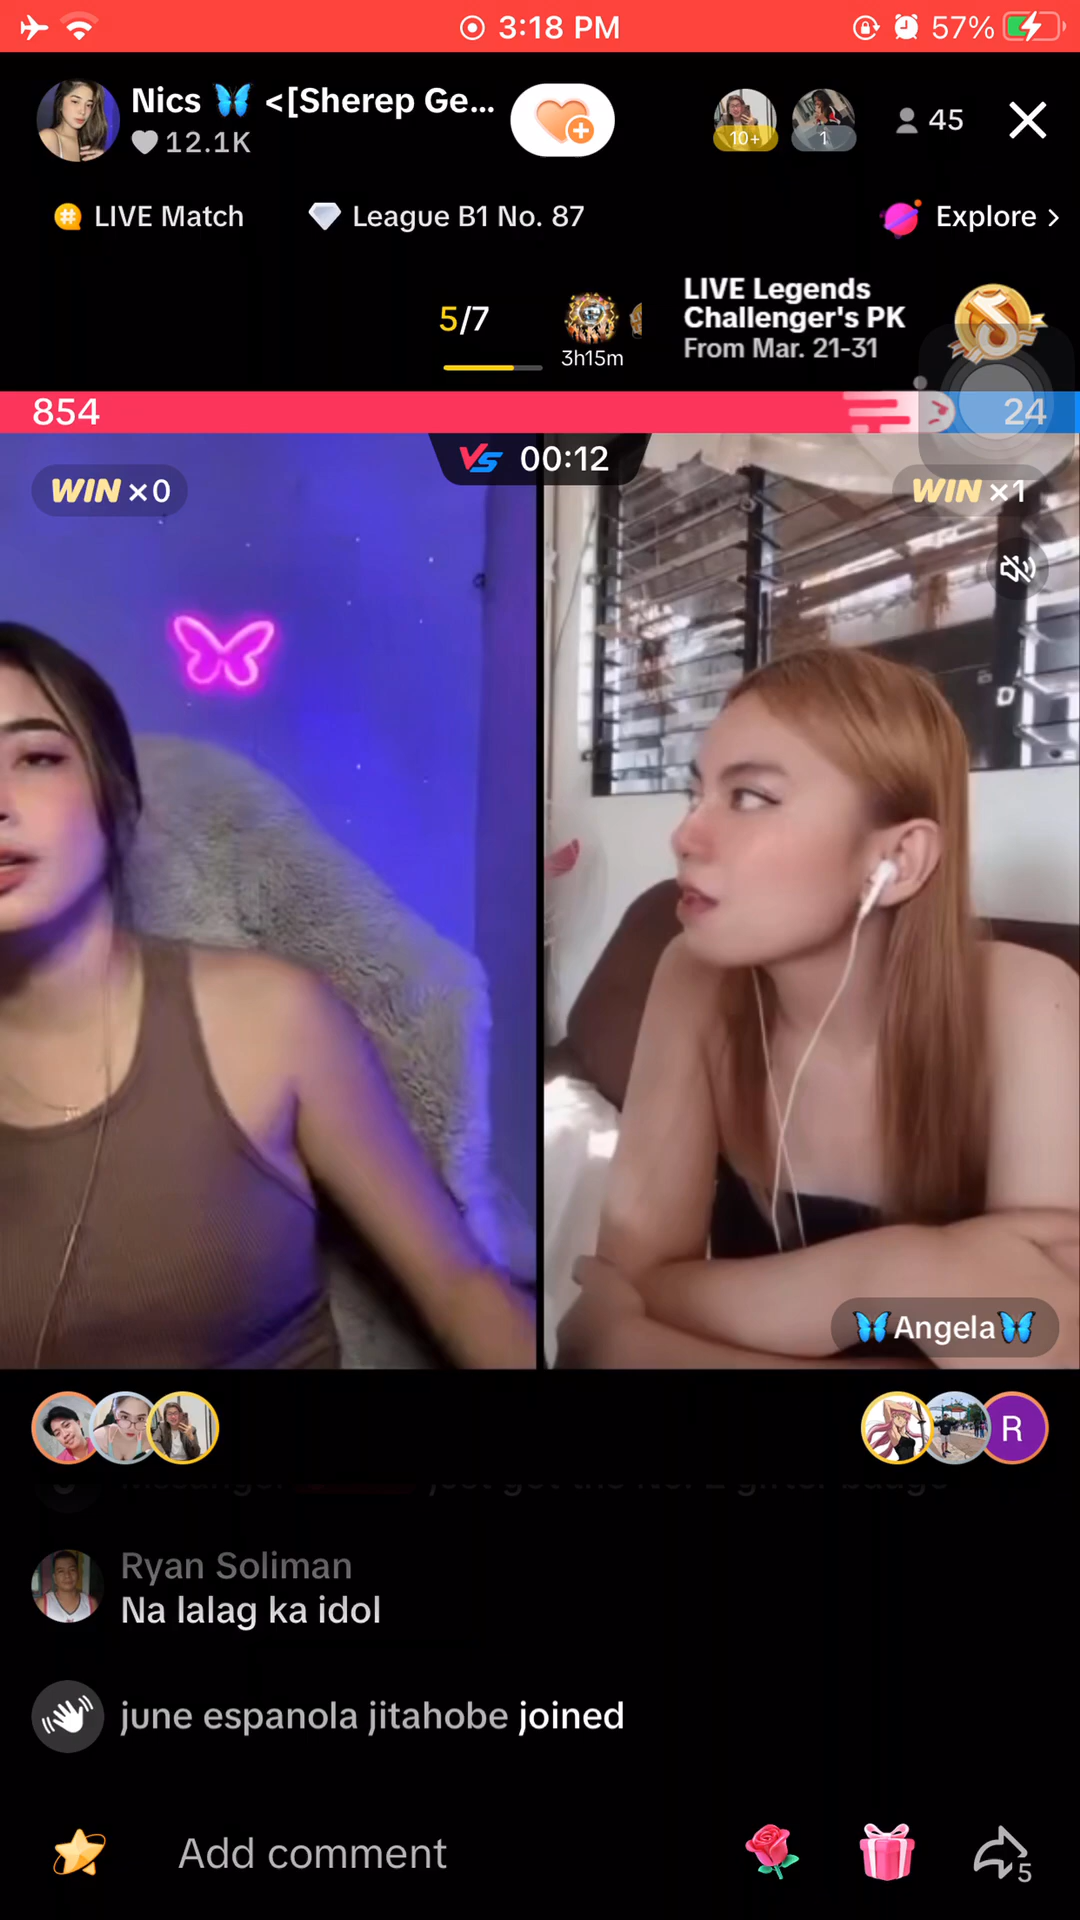 3:18 PM
57%
Nics 🦋 <[Sherep Ge...
12.1K
10+
1
45
LIVE Match
League B1 No. 87
Explore >
5/7
3h15m
LIVE Legends
Challenger's PK
From Mar. 21-31
854
24
VS 00:12
WIN ×0
WIN ×1
🦋Angela🦋
R
Ryan Soliman
Na lalag ka idol
june espanola jitahobe joined
Add comment
5